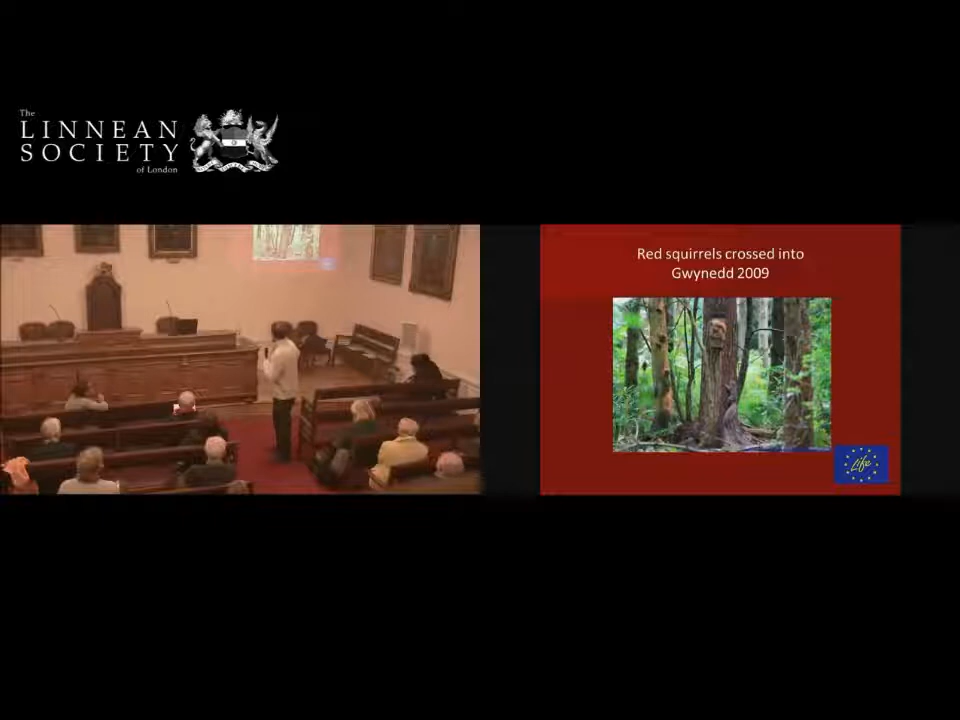 The
LINNEAN
SOCIETY
of London
Red squirrels crossed into
Gwynedd 2009
Life